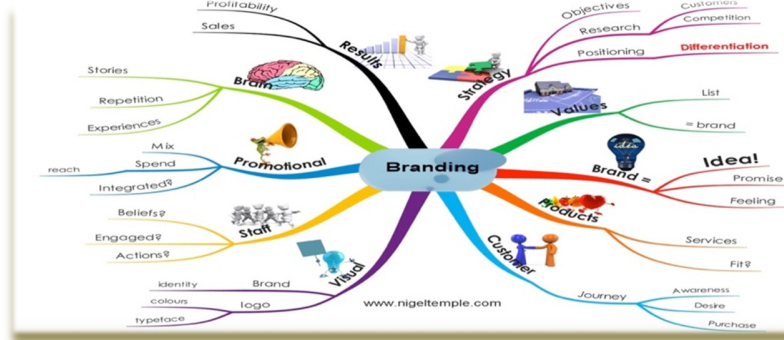 Branding
Results
Profitability
Sales
Brain
Stories
Repetition
Experiences
Promotional
Mix
Spend
reach
Integrated?
Staff
Beliefs?
Engaged?
Actions?
Visual
Brand
identity
logo
colours
typeface
Strategy
Objectives
Research
Customers
Competition
Positioning
Differentiation
Values
List
= brand
Brand =
idea
Idea!
Promise
Feeling
Products
Services
Fit?
Customer
Journey
Awareness
Desire
Purchase
www.nigeltemple.com